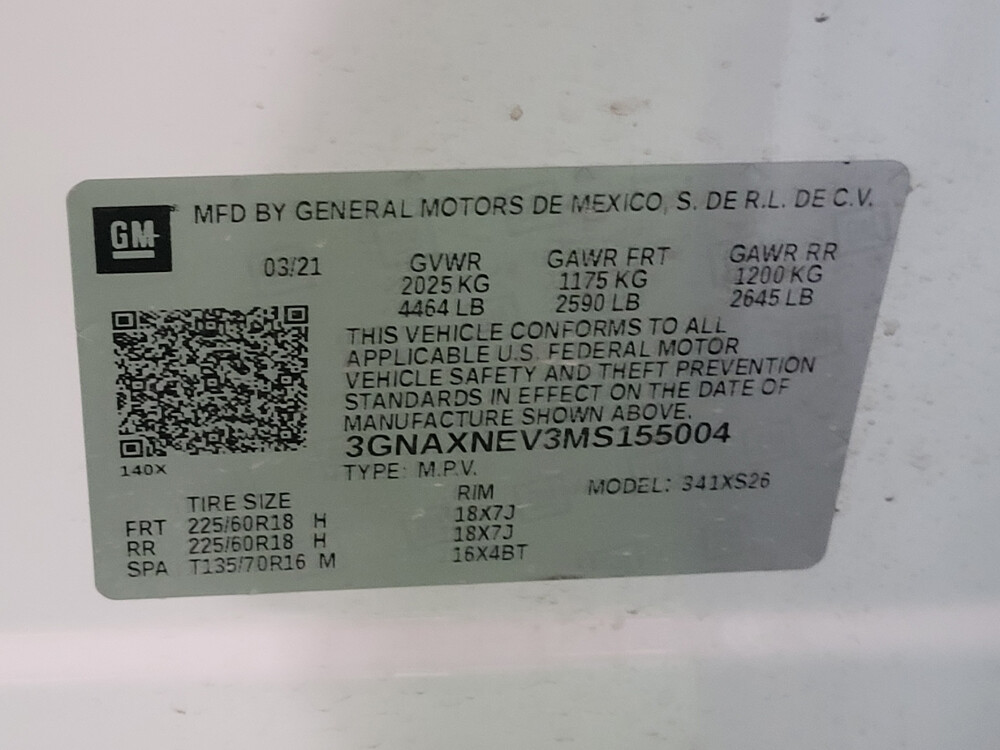 GM MFD BY GENERAL MOTORS DE MEXICO, S. DE R.L. DE C.V.
03/21 GVWR GAWR FRT GAWR RR
2025 KG 1175 KG 1200 KG
4464 LB 2590 LB 2645 LB
THIS VEHICLE CONFORMS TO ALL
APPLICABLE U.S. FEDERAL MOTOR
VEHICLE SAFETY AND THEFT PREVENTION
STANDARDS IN EFFECT ON THE DATE OF
MANUFACTURE SHOWN ABOVE.
3GNAXNEV3MS155004
140X
TYPE: M.P.V. MODEL: 341XS26
TIRE SIZE RIM
FRT 225/60R18 H 18X7J
RR 225/60R18 H 18X7J
SPA T135/70R16 M 16X4BT